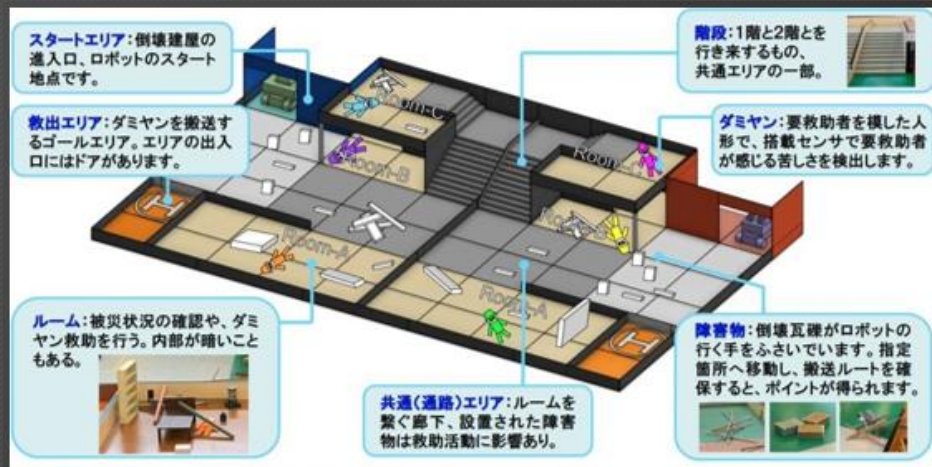 スタートエリア：倒壊建屋の
進入口、ロボットのスタート
地点です。
救出エリア：ダミヤンを搬送す
るゴールエリア。エリアの出入
口にはドアがあります。
ルーム：被災状況の確認や、ダミ
ヤン救助を行う。内部が暗いこと
もある。
共通（通路）エリア：ルームを
繋ぐ廊下、設置された障害
物は救助活動に影響あり。
階段：1階と2階とを
行き来するもの、
共通エリアの一部。
ダミヤン：要救助者を模した人
形で、搭載センサで要救助者
が感じる苦しさを検出します。
障害物：倒壊瓦礫がロボットの
行く手をふさいでいます。指定
箇所へ移動し、搬送ルートを確
保すると、ポイントが得られます。
Room-C
Room-B
Room-A
Room-C
Room-B
Room-A
H
H